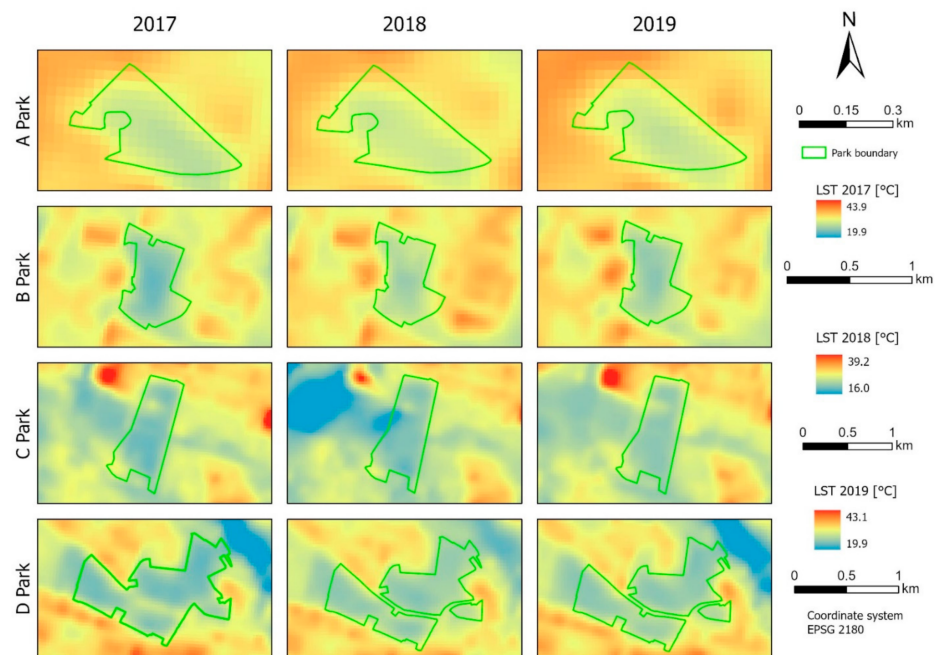 2017 2018 2019
N
A Park
0 0.15 0.3
km
Park boundary
LST 2017 [°C]
43.9
19.9
B Park
0 0.5 1
km
LST 2018 [°C]
39.2
16.0
C Park
0 0.5 1
km
LST 2019 [°C]
43.1
19.9
D Park
0 0.5 1
km
Coordinate system
EPSG 2180